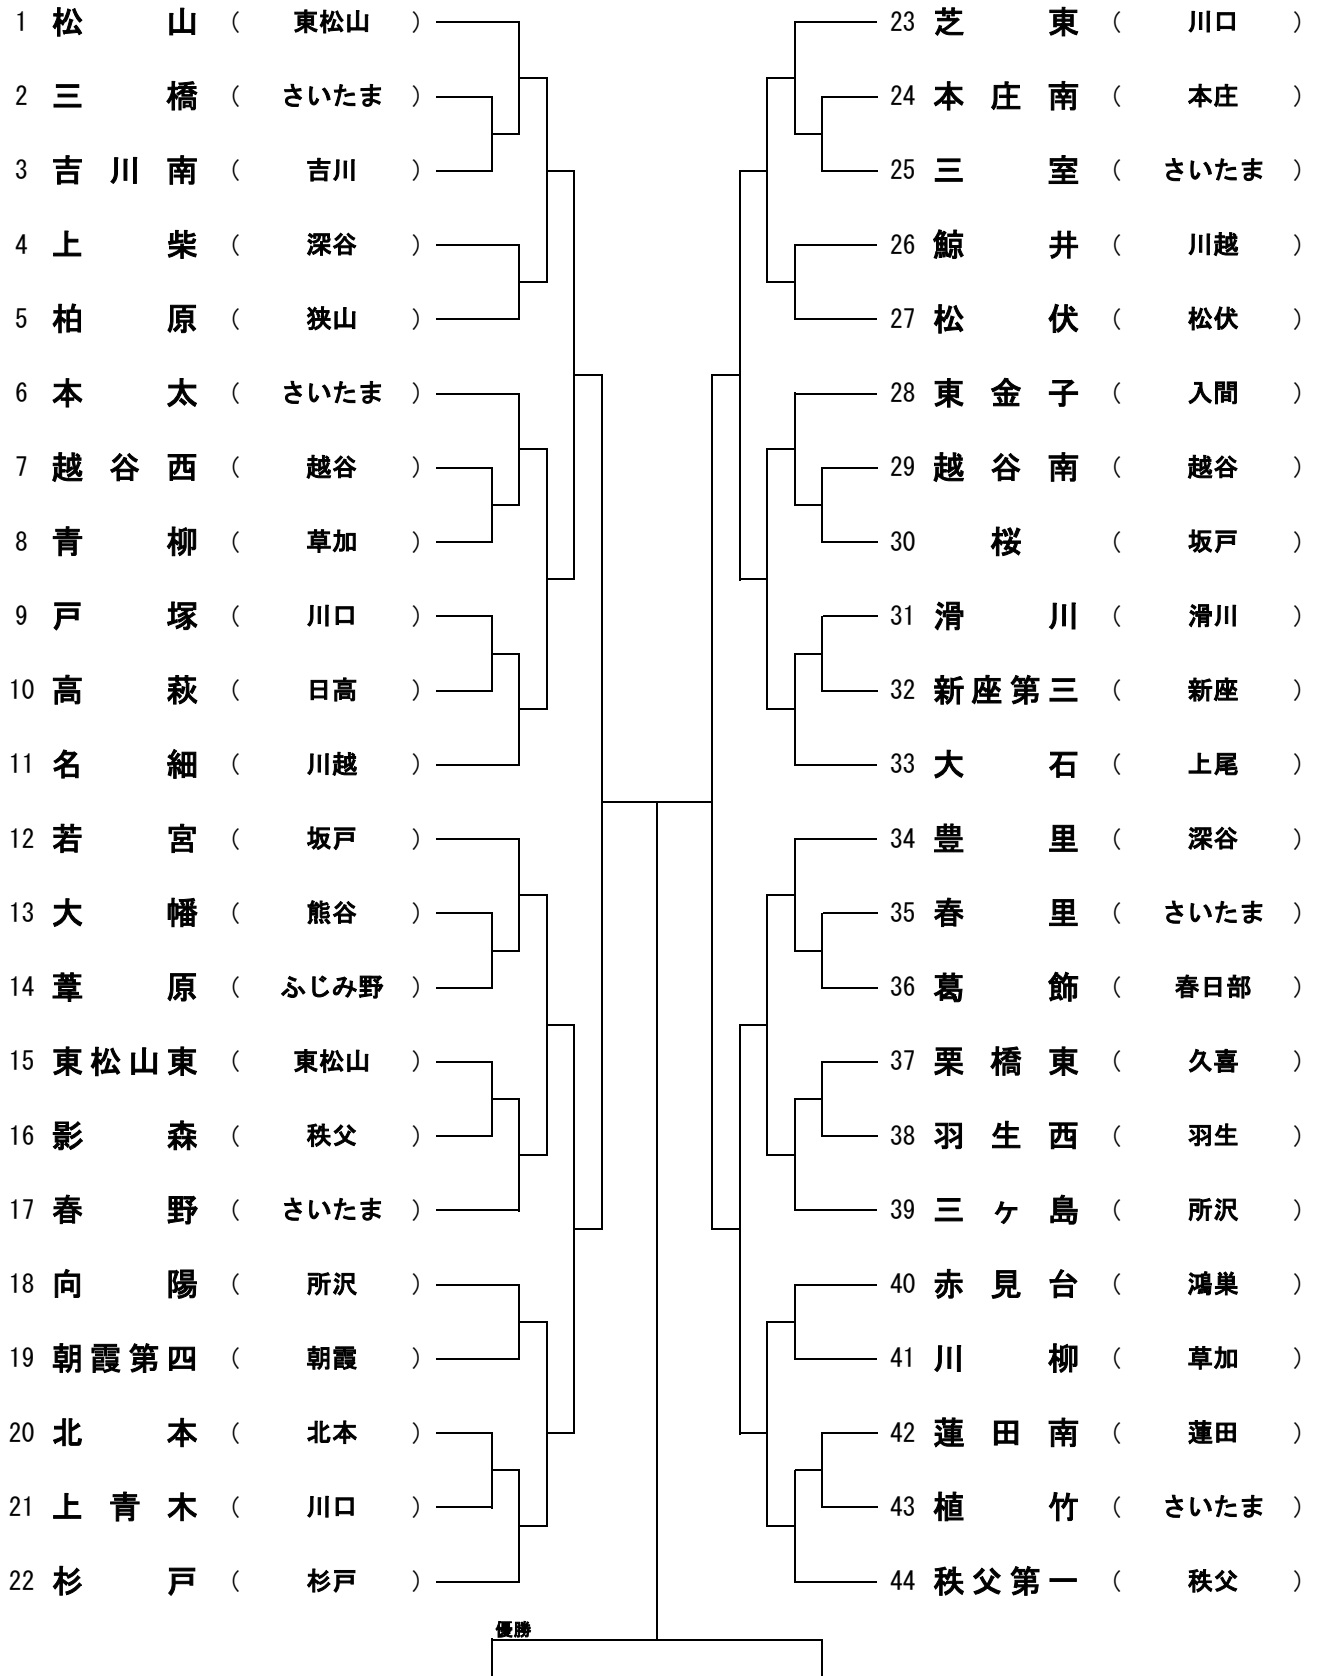 1 松山 ( 東松山 )
2 三橋 ( さいたま )
3 吉川南 ( 吉川 )
4 上柴 ( 深谷 )
5 柏原 ( 狭山 )
6 本太 ( さいたま )
7 越谷西 ( 越谷 )
8 青柳 ( 草加 )
9 戸塚 ( 川口 )
10 高萩 ( 日高 )
11 名細 ( 川越 )
12 若宮 ( 坂戸 )
13 大幡 ( 熊谷 )
14 葦原 ( ふじみ野 )
15 東松山東 ( 東松山 )
16 影森 ( 秩父 )
17 春野 ( さいたま )
18 向陽 ( 所沢 )
19 朝霞第四 ( 朝霞 )
20 北本 ( 北本 )
21 上青木 ( 川口 )
22 杉戸 ( 杉戸 )
23 芝東 ( 川口 )
24 本庄南 ( 本庄 )
25 三室 ( さいたま )
26 鯨井 ( 川越 )
27 松伏 ( 松伏 )
28 東金子 ( 入間 )
29 越谷南 ( 越谷 )
30 桜 ( 坂戸 )
31 滑川 ( 滑川 )
32 新座第三 ( 新座 )
33 大石 ( 上尾 )
34 豊里 ( 深谷 )
35 春里 ( さいたま )
36 葛飾 ( 春日部 )
37 栗橋東 ( 久喜 )
38 羽生西 ( 羽生 )
39 三ヶ島 ( 所沢 )
40 赤見台 ( 鴻巣 )
41 川柳 ( 草加 )
42 蓮田南 ( 蓮田 )
43 植竹 ( さいたま )
44 秩父第一 ( 秩父 )
優勝